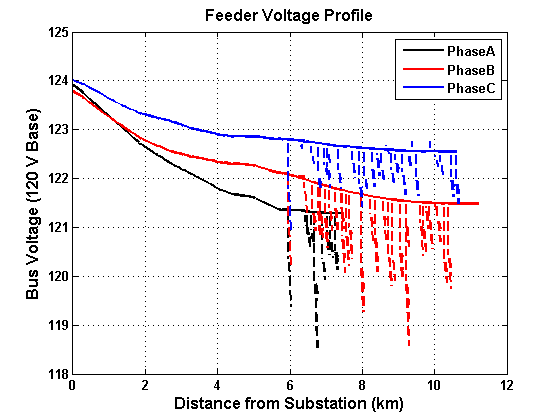 Feeder Voltage Profile
125
124
123
122
121
120
119
118
Bus Voltage (120 V Base)
PhaseA
PhaseB
PhaseC
0
2
4
6
8
10
12
Distance from Substation (km)